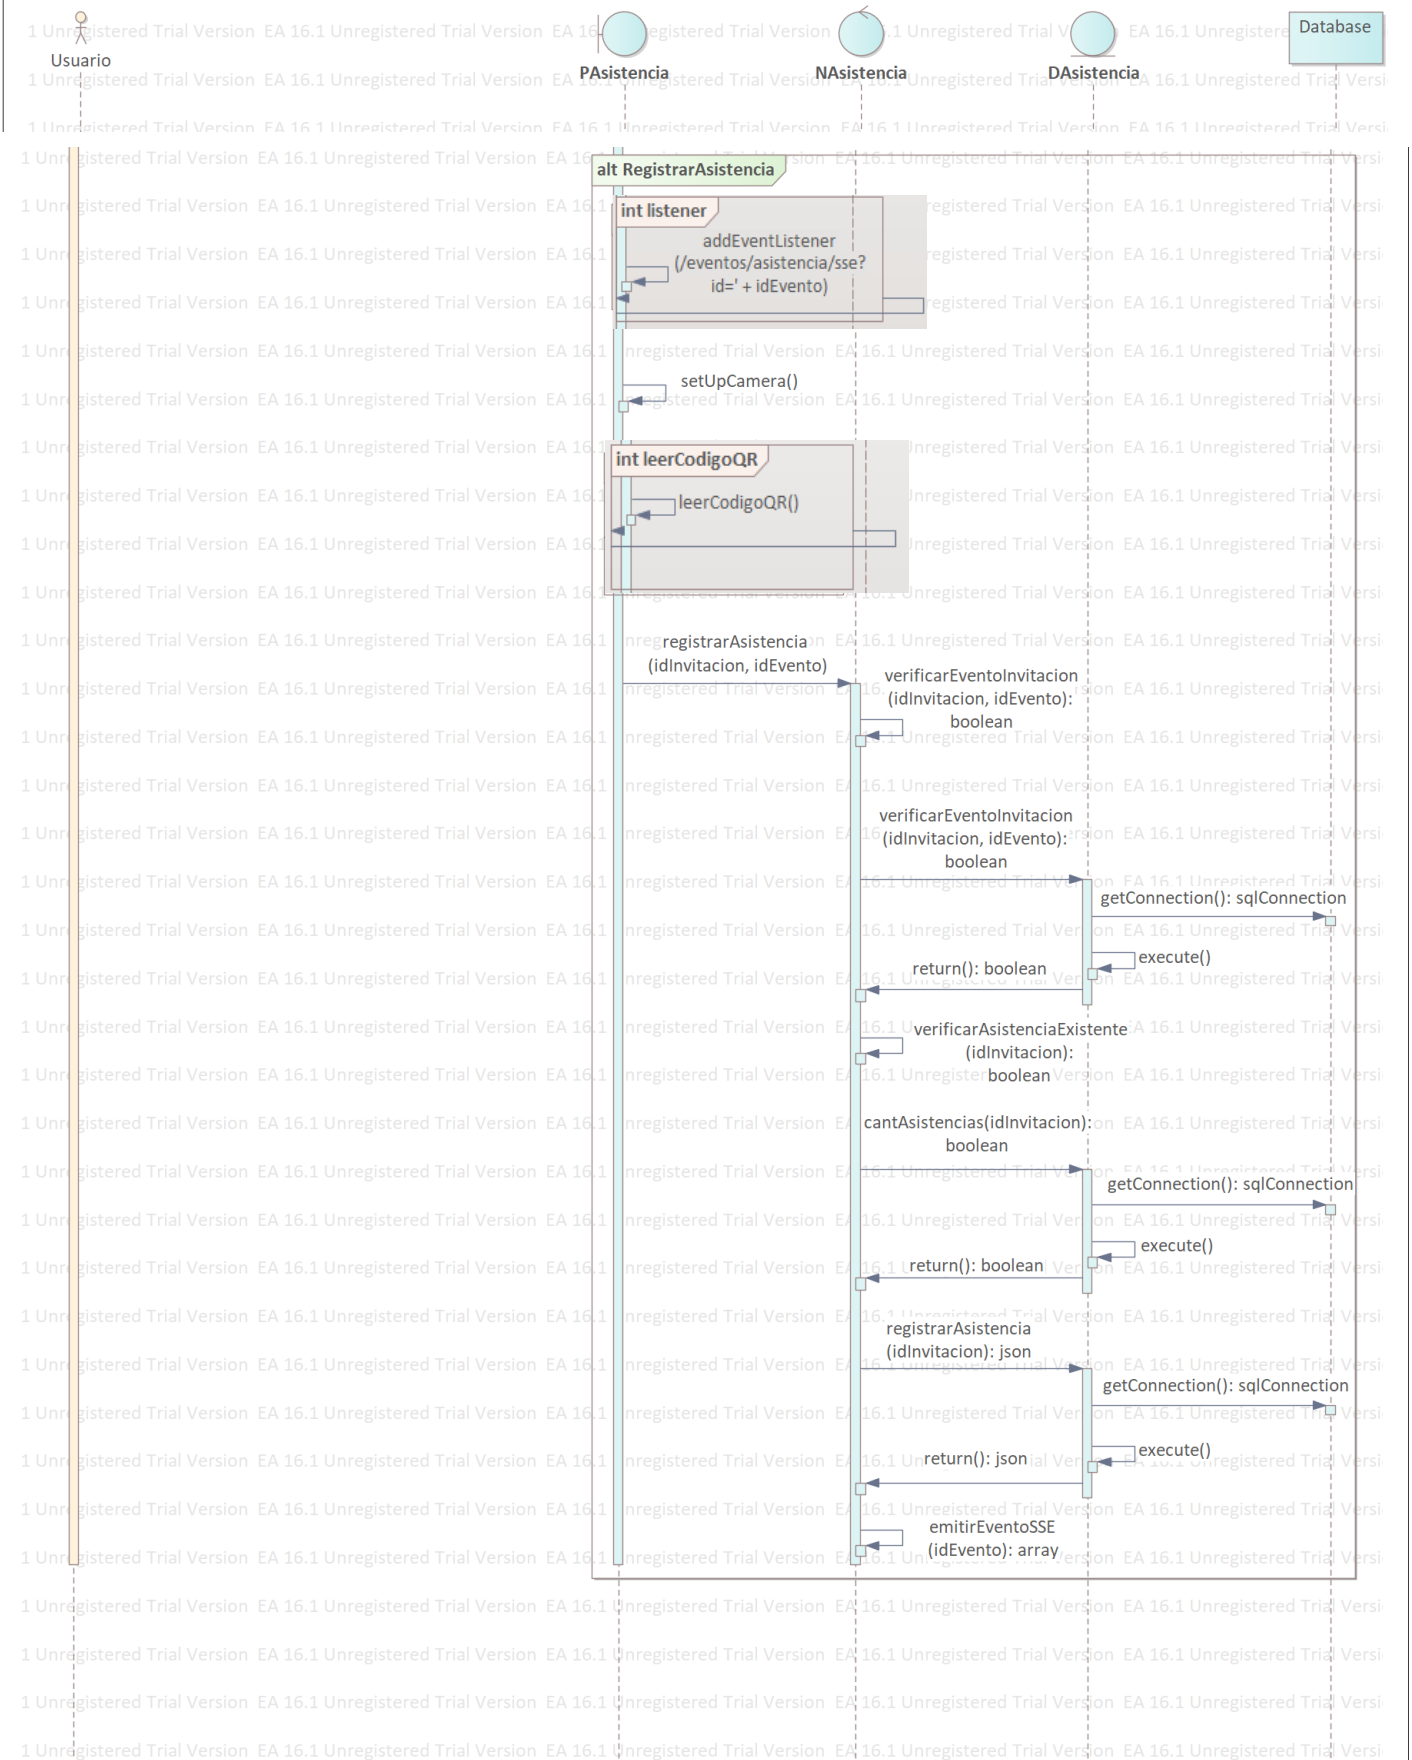 Usuario
PAsistencia
NAsistencia
DAsistencia
Database
alt RegistrarAsistencia
int listener
addEventListener
(/eventos/asistencia/sse?
id=' + idEvento)
setUpCamera()
int leerCodigoQR
leerCodigoQR()
registrarAsistencia
(idInvitacion, idEvento)
verificarEventoInvitacion
(idInvitacion, idEvento):
boolean
verificarEventoInvitacion
(idInvitacion, idEvento):
boolean
getConnection(): sqlConnection
execute()
return(): boolean
verificarAsistenciaExistente
(idInvitacion):
boolean
cantAsistencias(idInvitacion):
boolean
getConnection(): sqlConnection
execute()
return(): boolean
registrarAsistencia
(idInvitacion): json
getConnection(): sqlConnection
execute()
return(): json
emitirEventoSSE
(idEvento): array